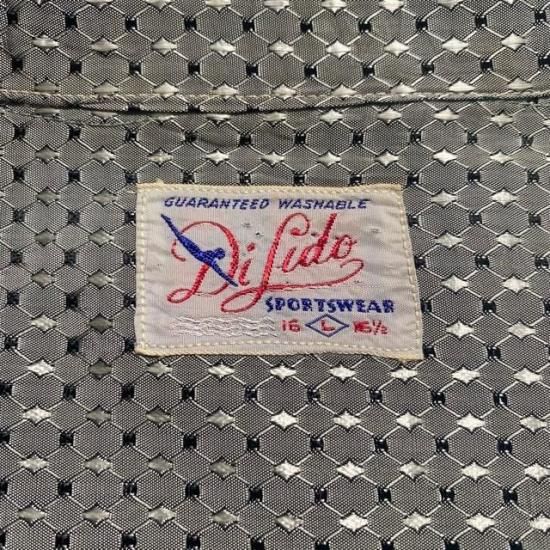 GUARANTEED WASHABLE
Di Lido
SPORTSWEAR
16 L 16½